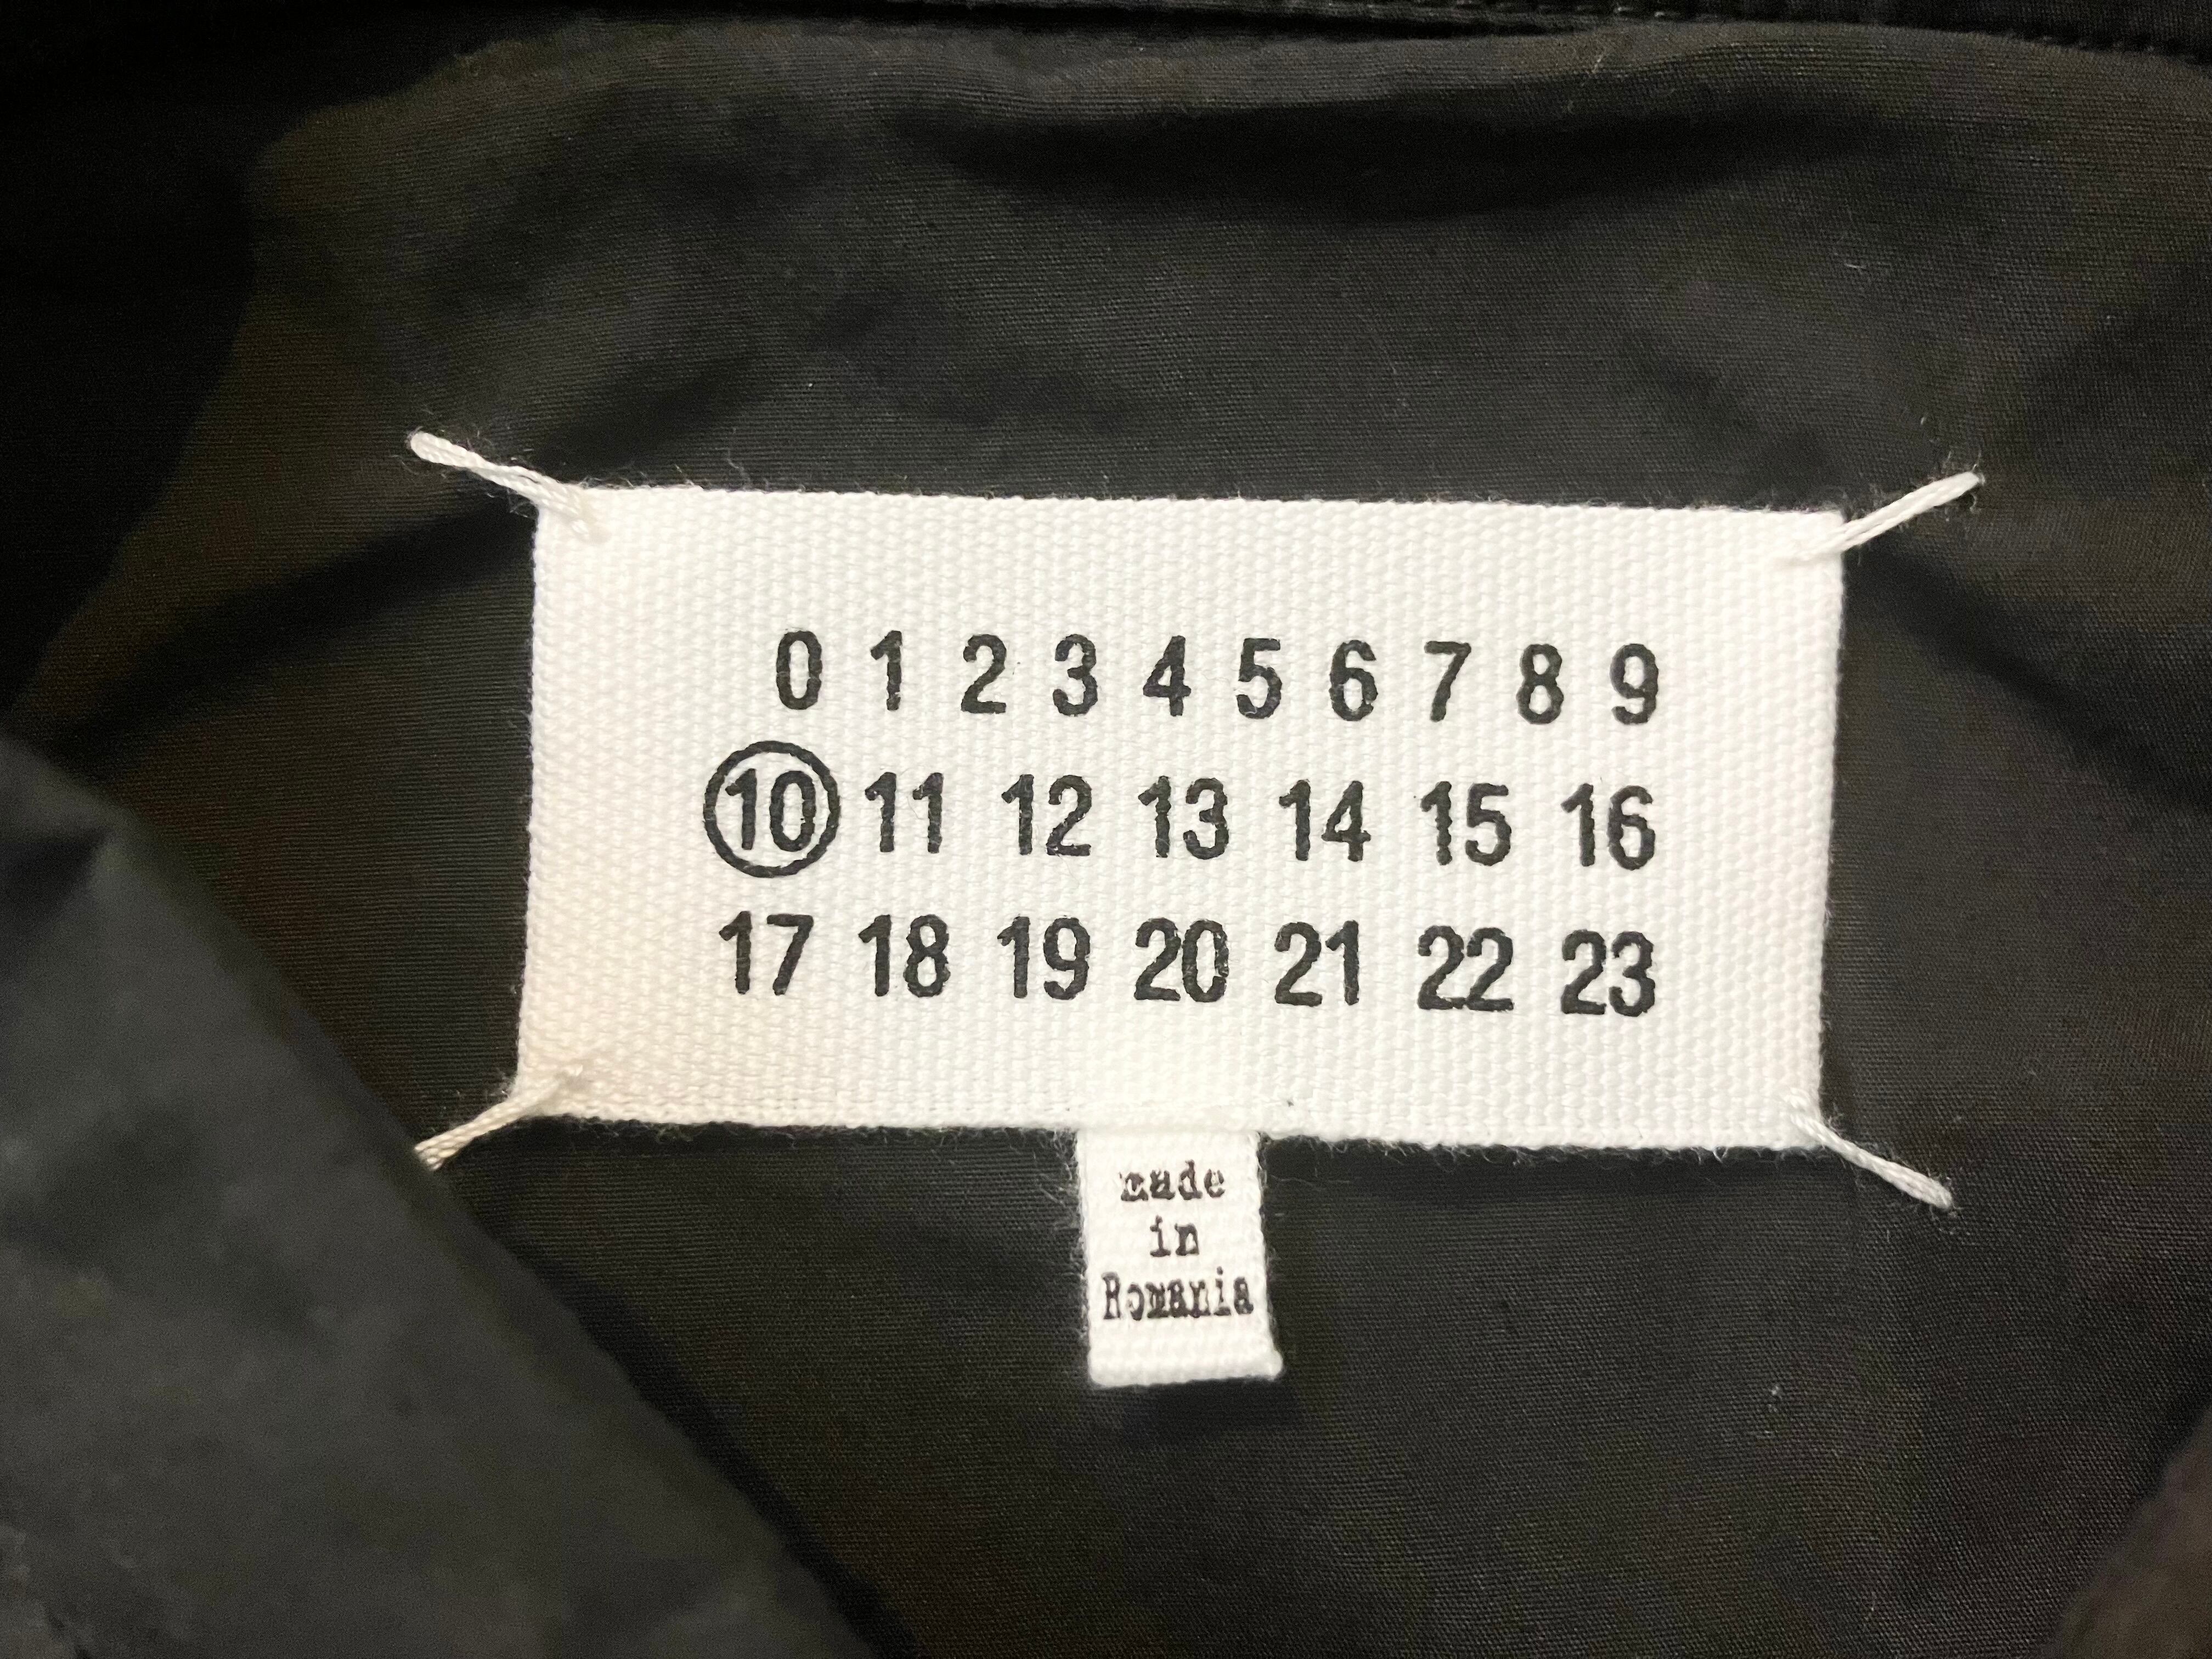 0 1 2 3 4 5 6 7 8 9
10 11 12 13 14 15 16
17 18 19 20 21 22 23
made
in
Romania